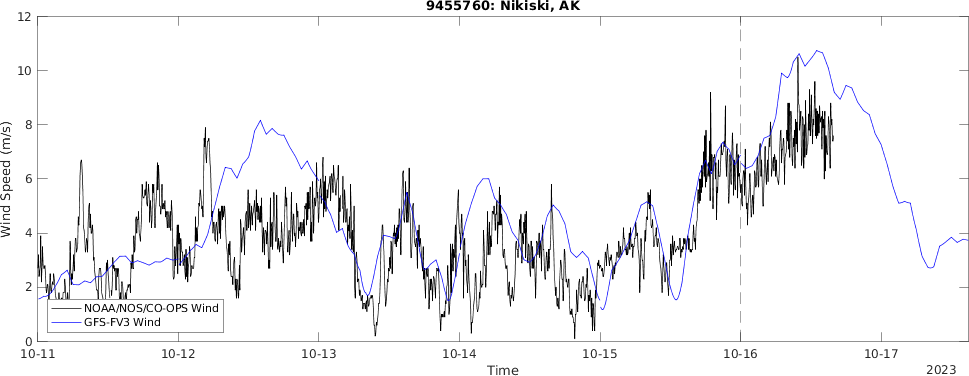 9455760: Nikiski, AK
12
10
8
6
4
2
0
Wind Speed (m/s)
NOAA/NOS/CO-OPS Wind
GFS-FV3 Wind
10-11 10-12 10-13 10-14 10-15 10-16 10-17
Time
2023